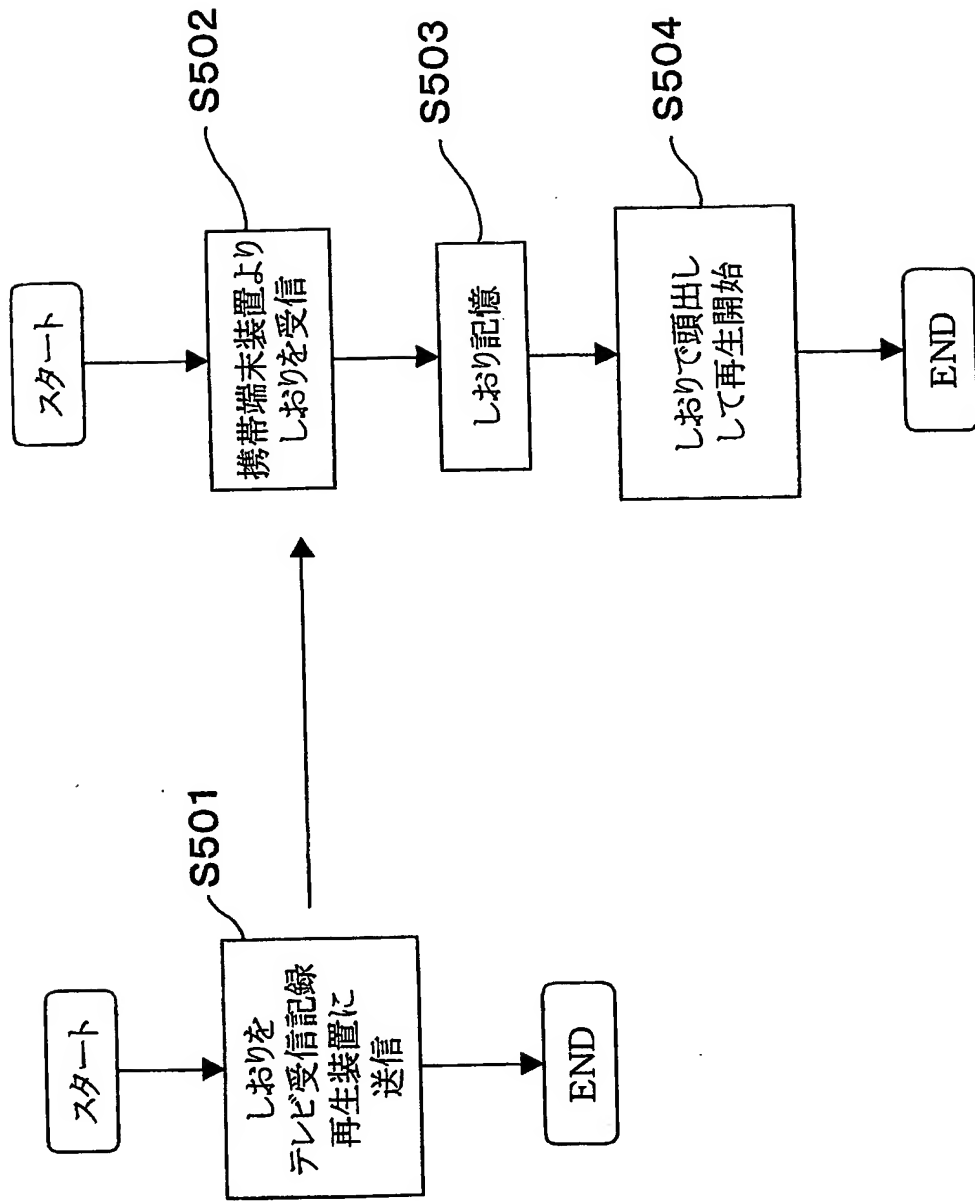 スタート
S501
しおりを
テレビ受信記録
再生装置に
送信
END
スタート
S502
携帯端末装置より
しおりを受信
S503
しおり記憶
S504
しおりで頭出し
して再生開始
END